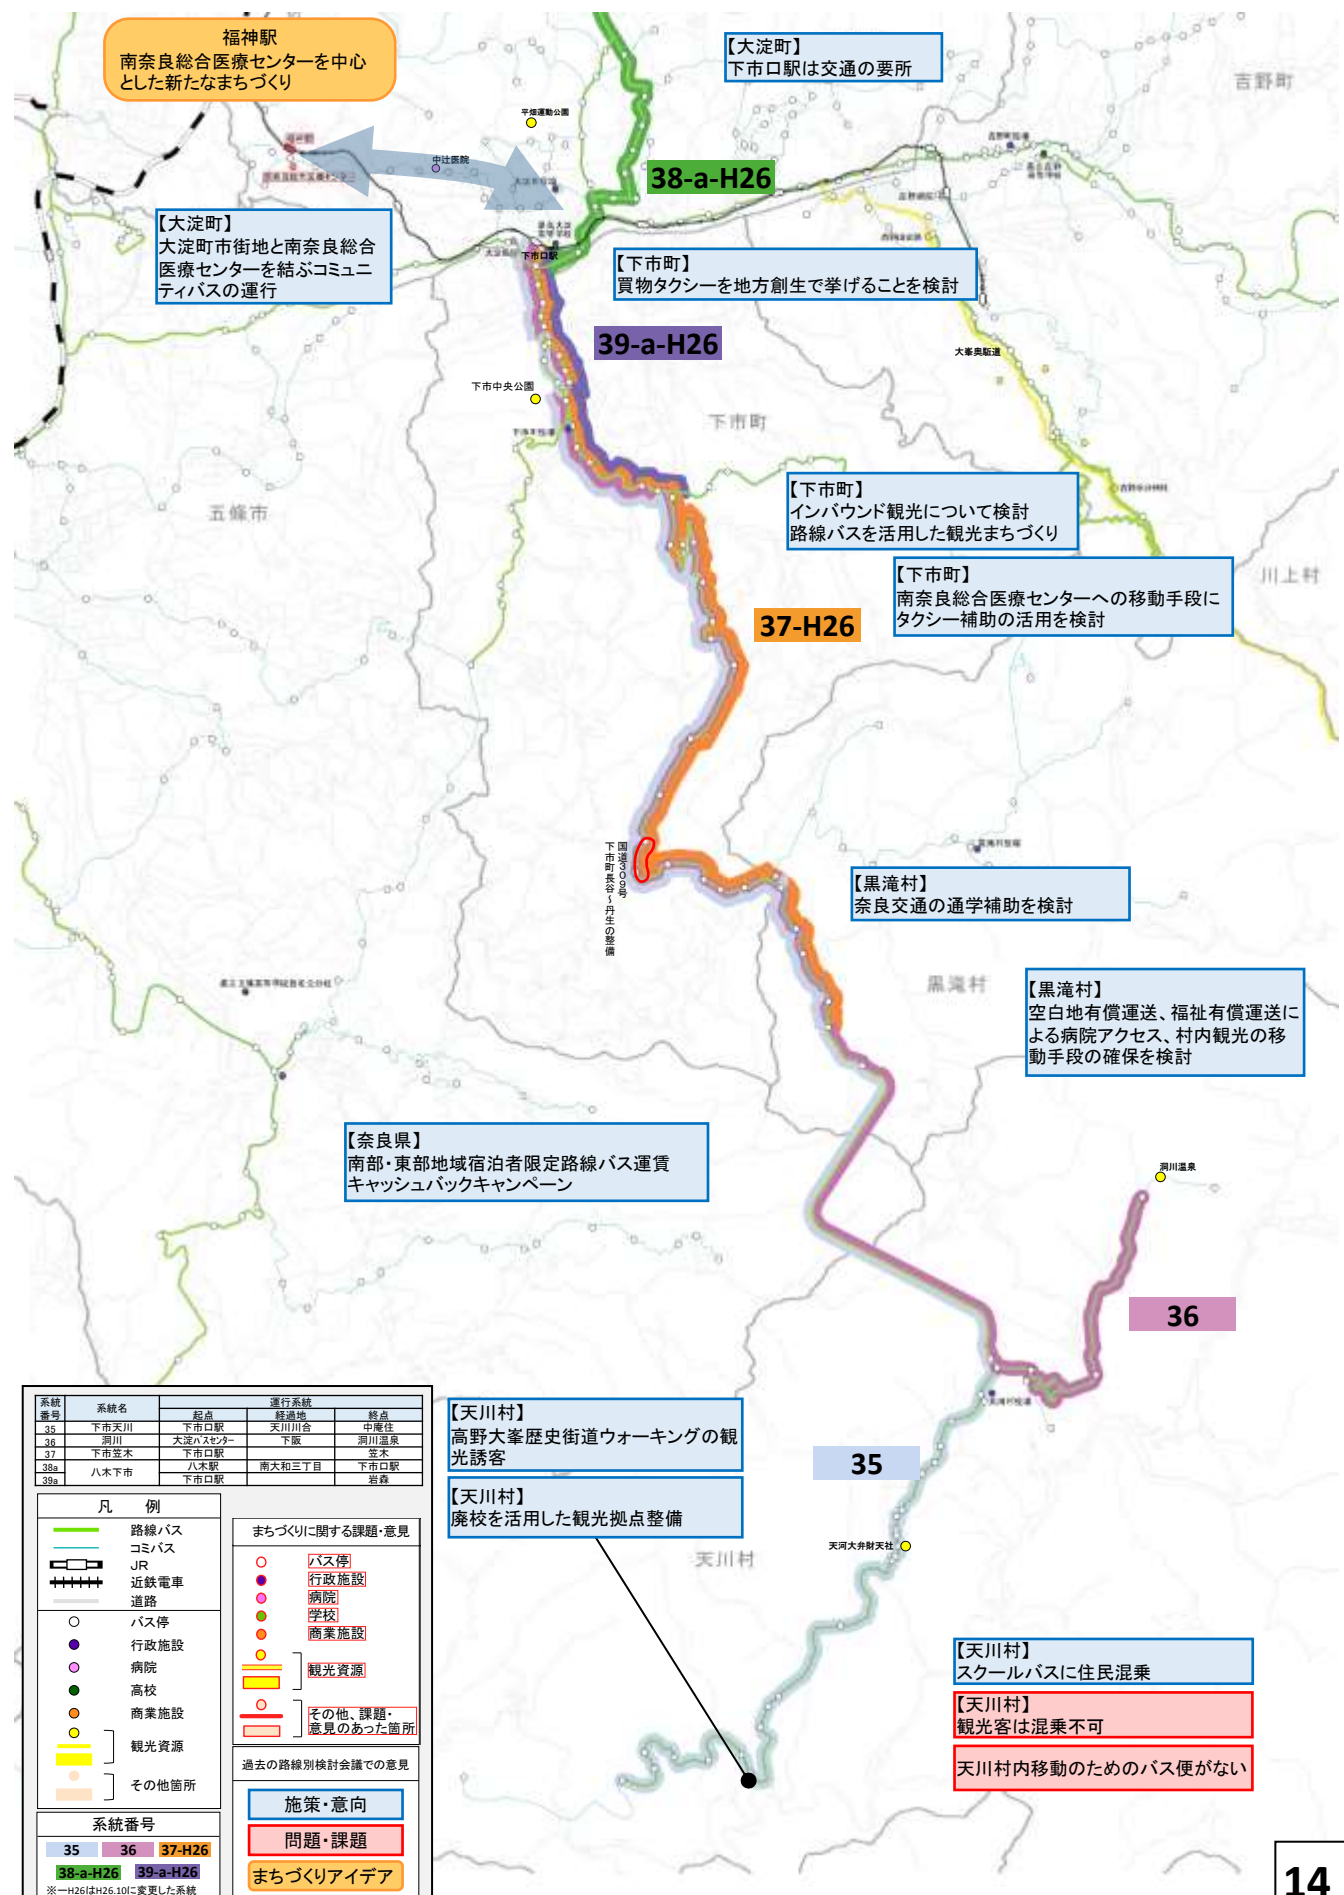 福神駅
南奈良総合医療センターを中心
とした新たなまちづくり
【大淀町】
下市口駅は交通の要所
吉野町
平畑運動公園
中辻医院
38-a-H26
【大淀町】
大淀町市街地と南奈良総合
医療センターを結ぶコミュニ
ティバスの運行
下市口駅
【下市町】
買物タクシーを地方創生で挙げることを検討
39-a-H26
大峯奥駈道
下市中央公園
下市町
【下市町】
インバウンド観光について検討
路線バスを活用した観光まちづくり
五條市
【下市町】
南奈良総合医療センターへの移動手段に
タクシー補助の活用を検討
川上村
37-H26
国道309号
下市町長谷～丹生の整備
【黒滝村】
奈良交通の通学補助を検討
黒滝村
【黒滝村】
空白地有償運送、福祉有償運送に
よる病院アクセス、村内観光の移
動手段の確保を検討
【奈良県】
南部・東部地域宿泊者限定路線バス運賃
キャッシュバックキャンペーン
洞川温泉
36
【天川村】
高野大峯歴史街道ウォーキングの観
光誘客
35
【天川村】
廃校を活用した観光拠点整備
天河大弁財天社
天川村
【天川村】
スクールバスに住民混乗
【天川村】
観光客は混乗不可
天川村内移動のためのバス便がない
系統番号 系統名 運行系統
起点 経過地 終点
35 下市天川 下市口駅 天川川合 中庵住
36 洞川 大淀バスセンター 下阪 洞川温泉
37 下市笠木 下市口駅 笠木
38a 八木下市 八木駅 南大和三丁目 下市口駅
39a 下市口駅 岩森
凡 例
路線バス
コミバス
JR
近鉄電車
道路
バス停
行政施設
病院
高校
商業施設
観光資源
その他箇所
系統番号
35 36 37-H26
38-a-H26 39-a-H26
※ーH26はH26.10に変更した系統
まちづくりに関する課題・意見
バス停
行政施設
病院
学校
商業施設
観光資源
その他、課題・
意見のあった箇所
過去の路線別検討会議での意見
施策・意向
問題・課題
まちづくりアイデア
14